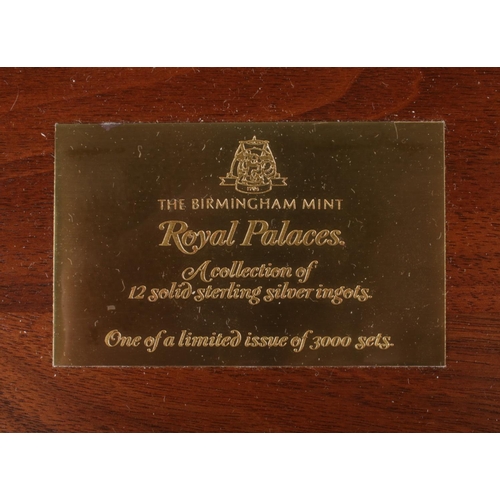 THE BIRMINGHAM MINT
Royal Palaces.
A collection of
12 solid·sterling silver ingots.
One of a limited issue of 3000 sets.